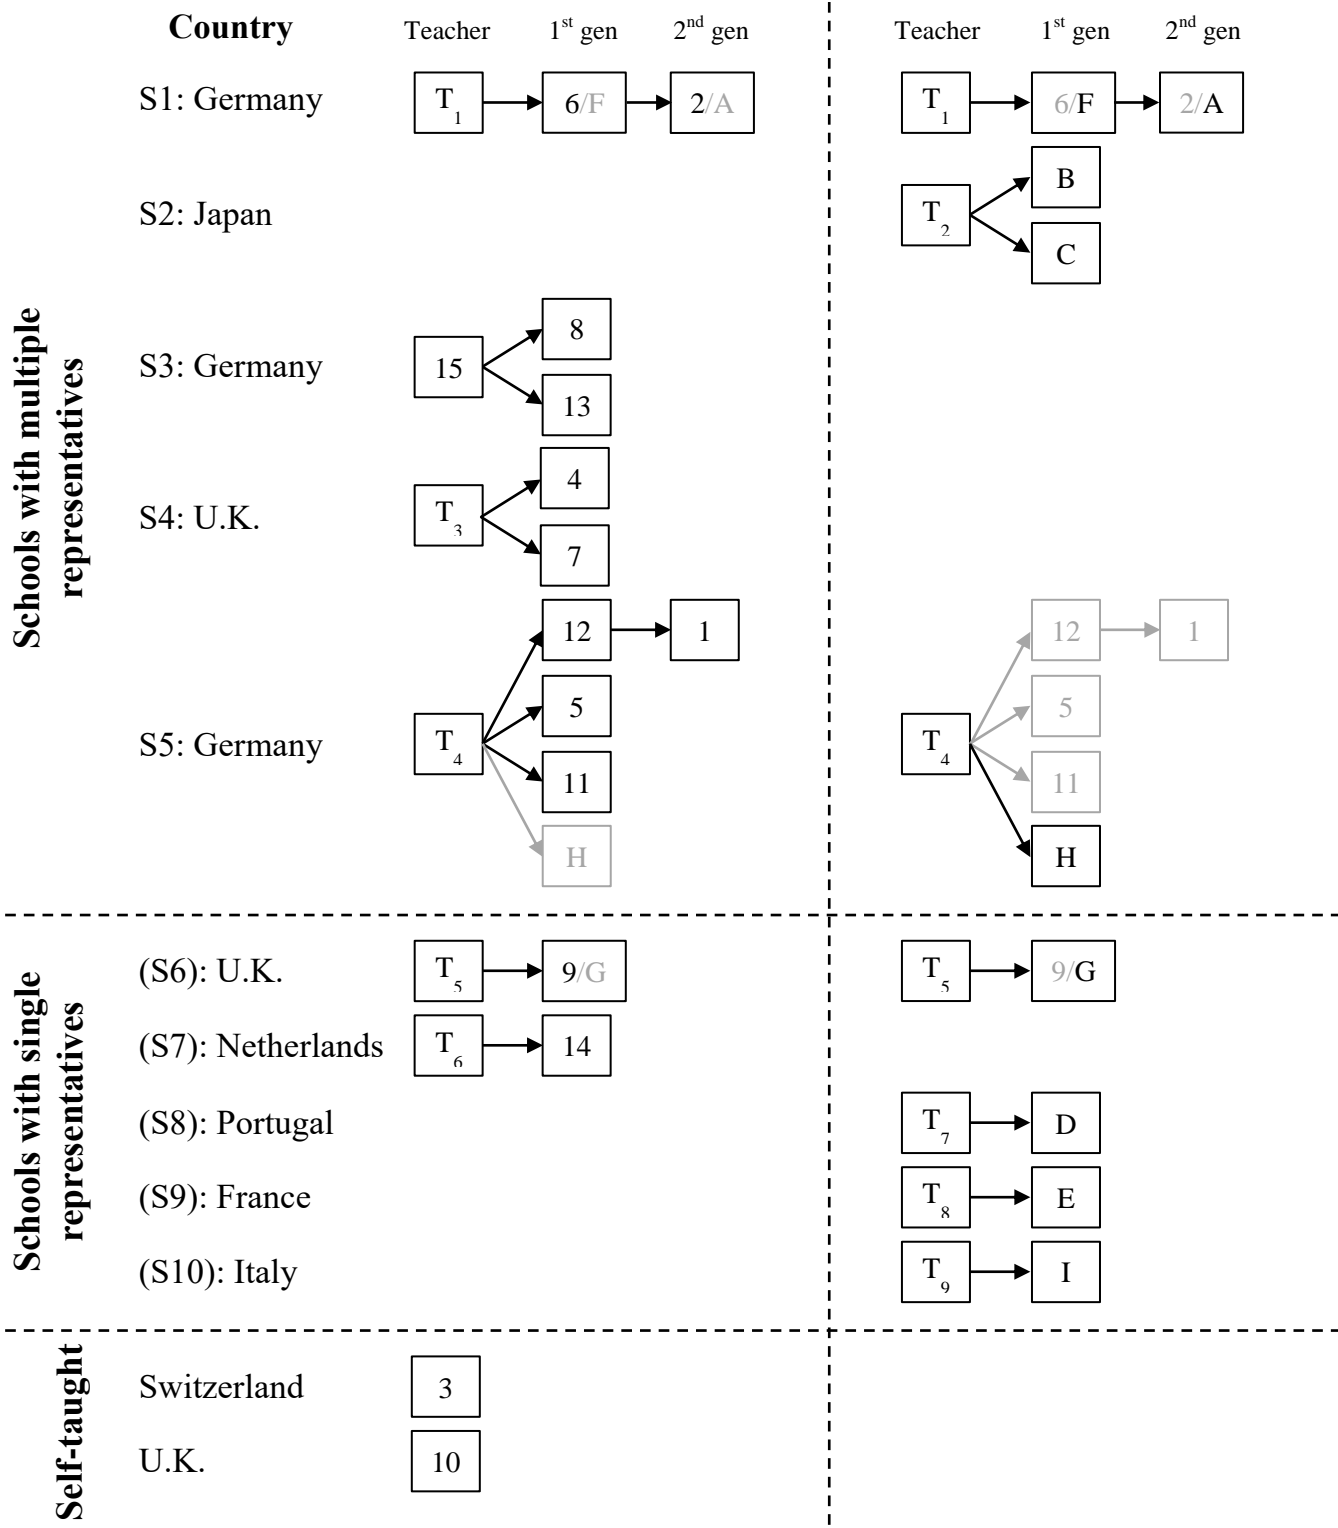 Country Teacher 1st gen 2nd gen Teacher 1st gen 2nd gen
S1: Germany T1 6/F 2/A T1 6/F 2/A
S2: Japan T2 B
C
Schools with multiple
representatives
S3: Germany 15 8
13
S4: U.K. T3 4
7
S5: Germany T4 12 1 T4 12 1
5 5
11 11
H H
Schools with single
representatives
(S6): U.K. T5 9/G T5 9/G
(S7): Netherlands T6 14
(S8): Portugal T7 D
(S9): France T8 E
(S10): Italy T9 I
Self-taught
Switzerland 3
U.K. 10